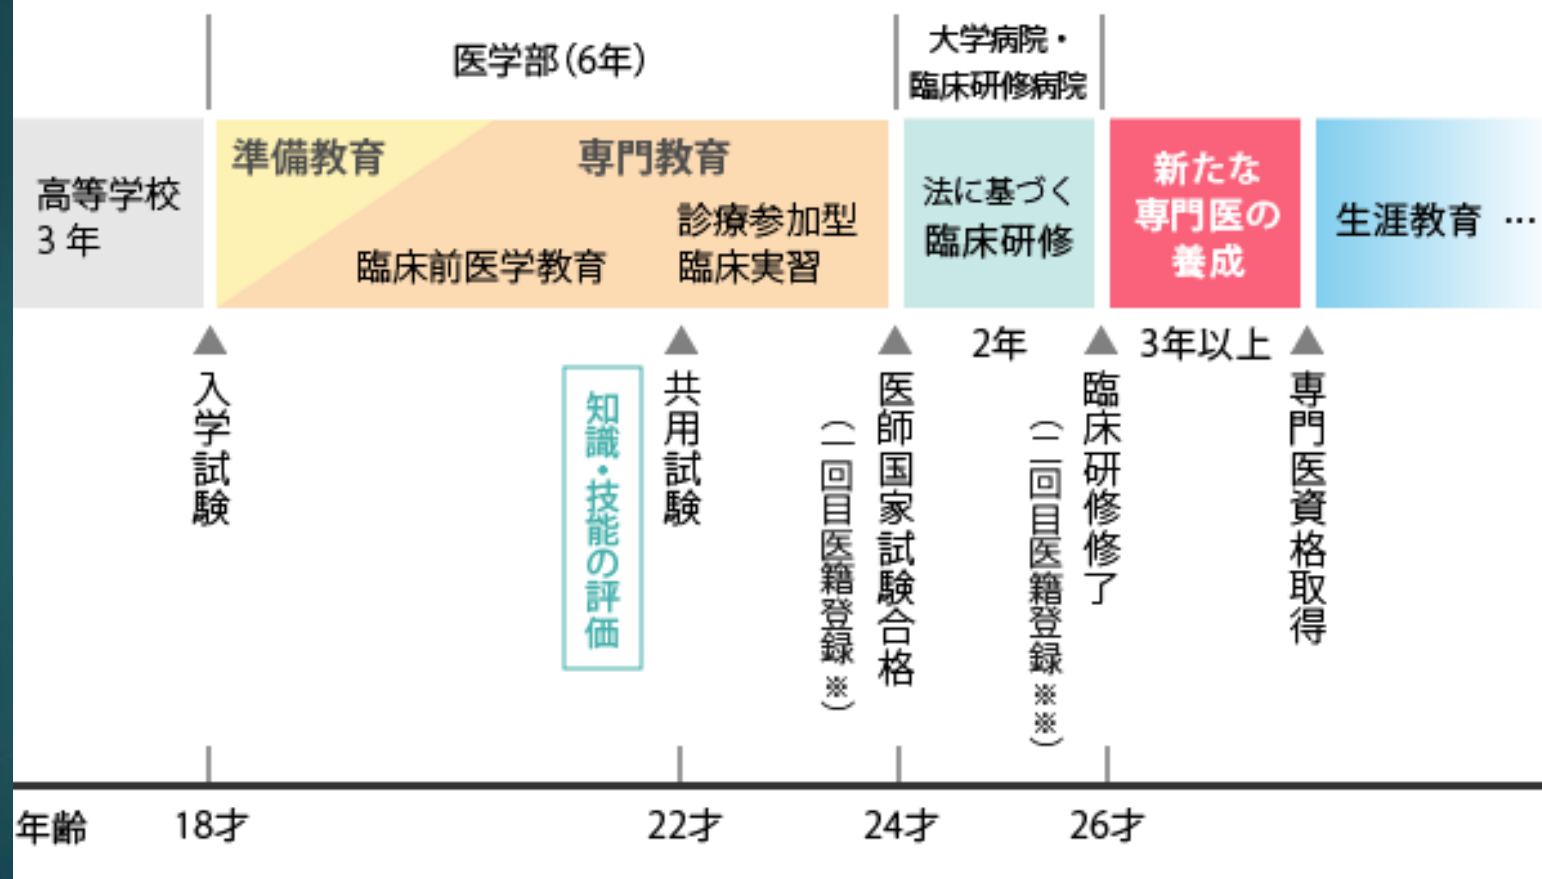 医学部(6年)
大学病院・
臨床研修病院
高等学校
3年
準備教育
専門教育
臨床前医学教育
診療参加型
臨床実習
法に基づく
臨床研修
新たな
専門医の
養成
生涯教育 …
2年
3年以上
入学試験
知識・技能の評価
共用試験
医師国家試験合格
(一回目医籍登録※)
臨床研修修了
(二回目医籍登録※※)
専門医資格取得
年齢
18才
22才
24才
26才